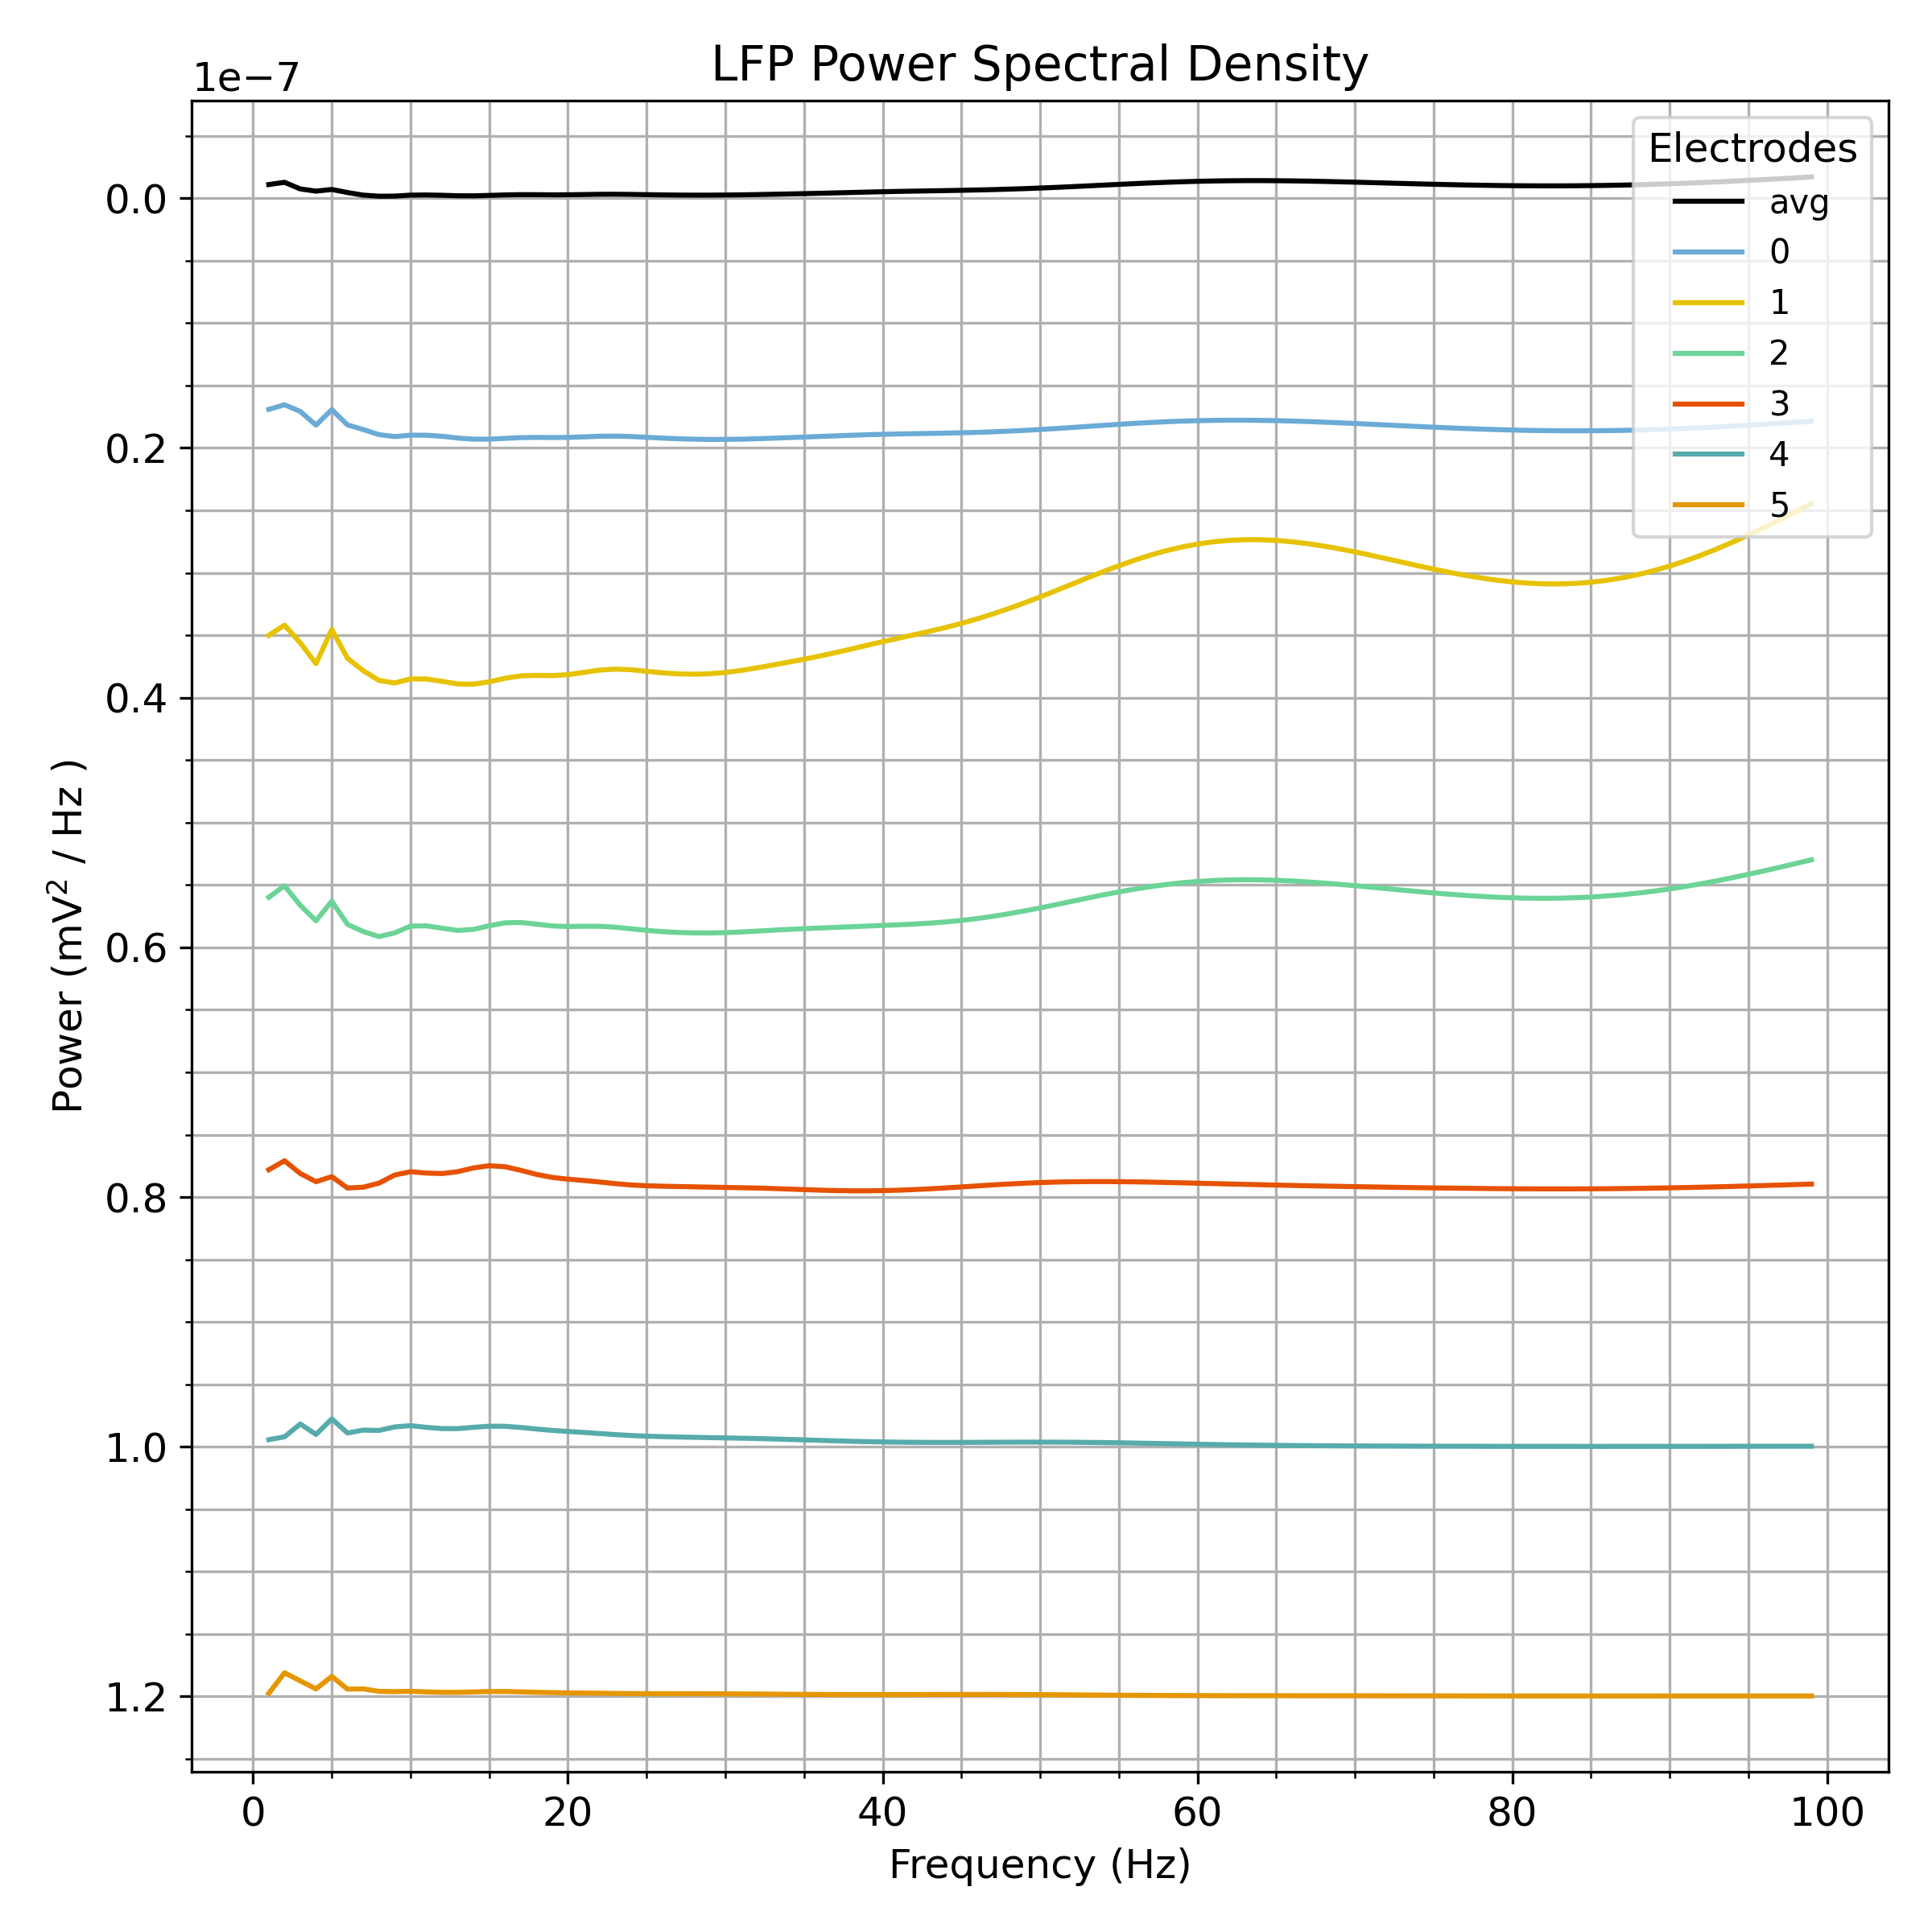 LFP Power Spectral Density
1e−7
Electrodes
avg
0
1
2
3
4
5
0.0
0.2
0.4
0.6
0.8
1.0
1.2
Power (mV² / Hz )
0 20 40 60 80 100
Frequency (Hz)